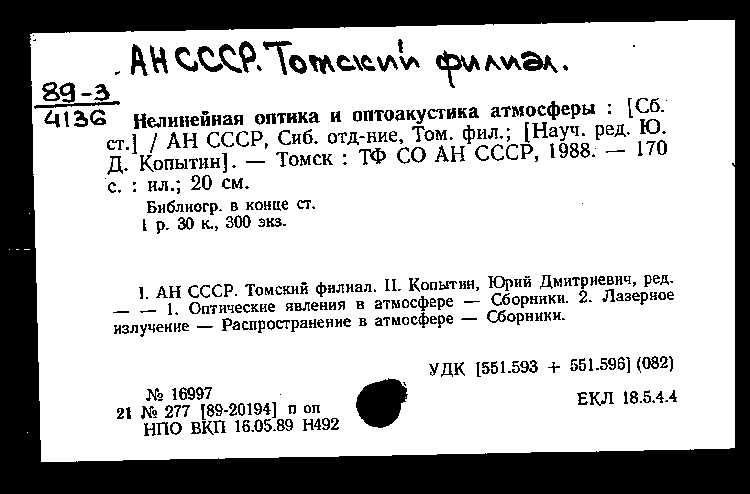 АН СССР. Томский филиал.
89-3
4136
Нелинейная оптика и оптоакустика атмосферы : [Сб.
ст.] / АН СССР, Сиб. отд-ние, Том. фил.; [Науч. ред. Ю.
Д. Копытин]. — Томск : ТФ СО АН СССР, 1988. — 170
с. : ил.; 20 см.
Библиогр. в конце ст.
1 р. 30 к., 300 экз.
I. АН СССР. Томский филиал. II. Копытин, Юрий Дмитриевич, ред.
— — 1. Оптические явления в атмосфере — Сборники. 2. Лазерное
излучение — Распространение в атмосфере — Сборники.
УДК [551.593 + 551.596] (082)
№ 16997
21 № 277 [89-20194] п оп
НПО ВКП 16.05.89 Н492
ЕКЛ 18.5.4.4